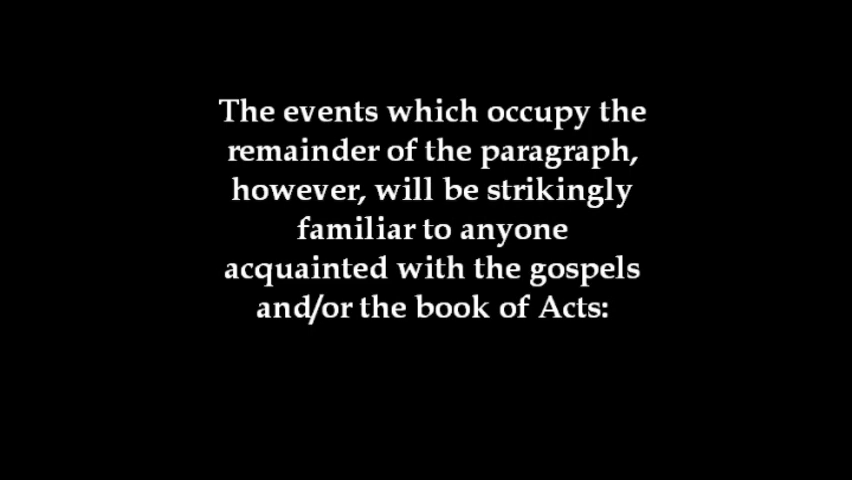 The events which occupy the
remainder of the paragraph,
however, will be strikingly
familiar to anyone
acquainted with the gospels
and/or the book of Acts: